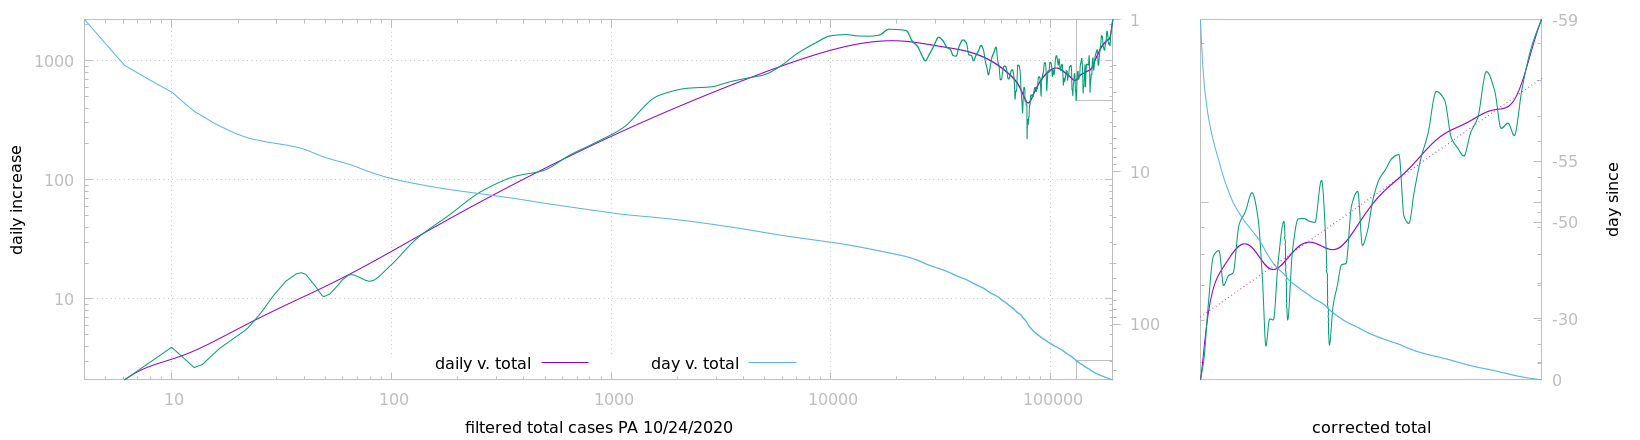 1000
100
10
daily increase
10
100
1000
10000
100000
filtered total cases PA 10/24/2020
daily v. total
day v. total
1
10
100
-59
-55
-50
-30
0
day since
corrected total